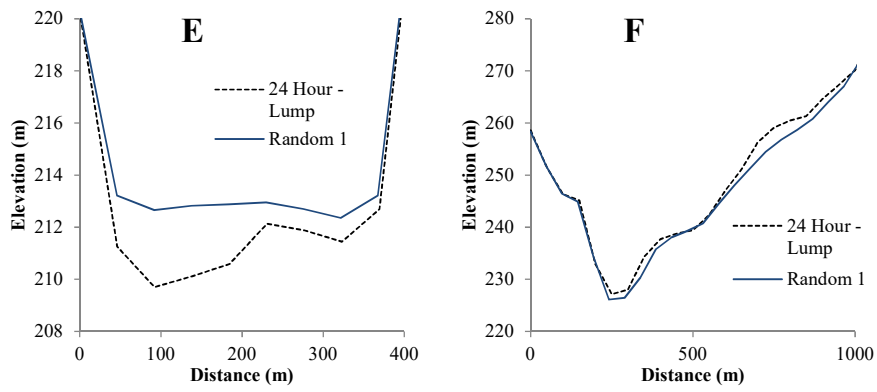 E
220
218
216
214
212
210
208
Elevation (m)
0
100
200
300
400
Distance (m)
24 Hour -
Lump
Random 1
F
280
270
260
250
240
230
220
Elevation (m)
0
500
1000
Distance (m)
24 Hour -
Lump
Random 1